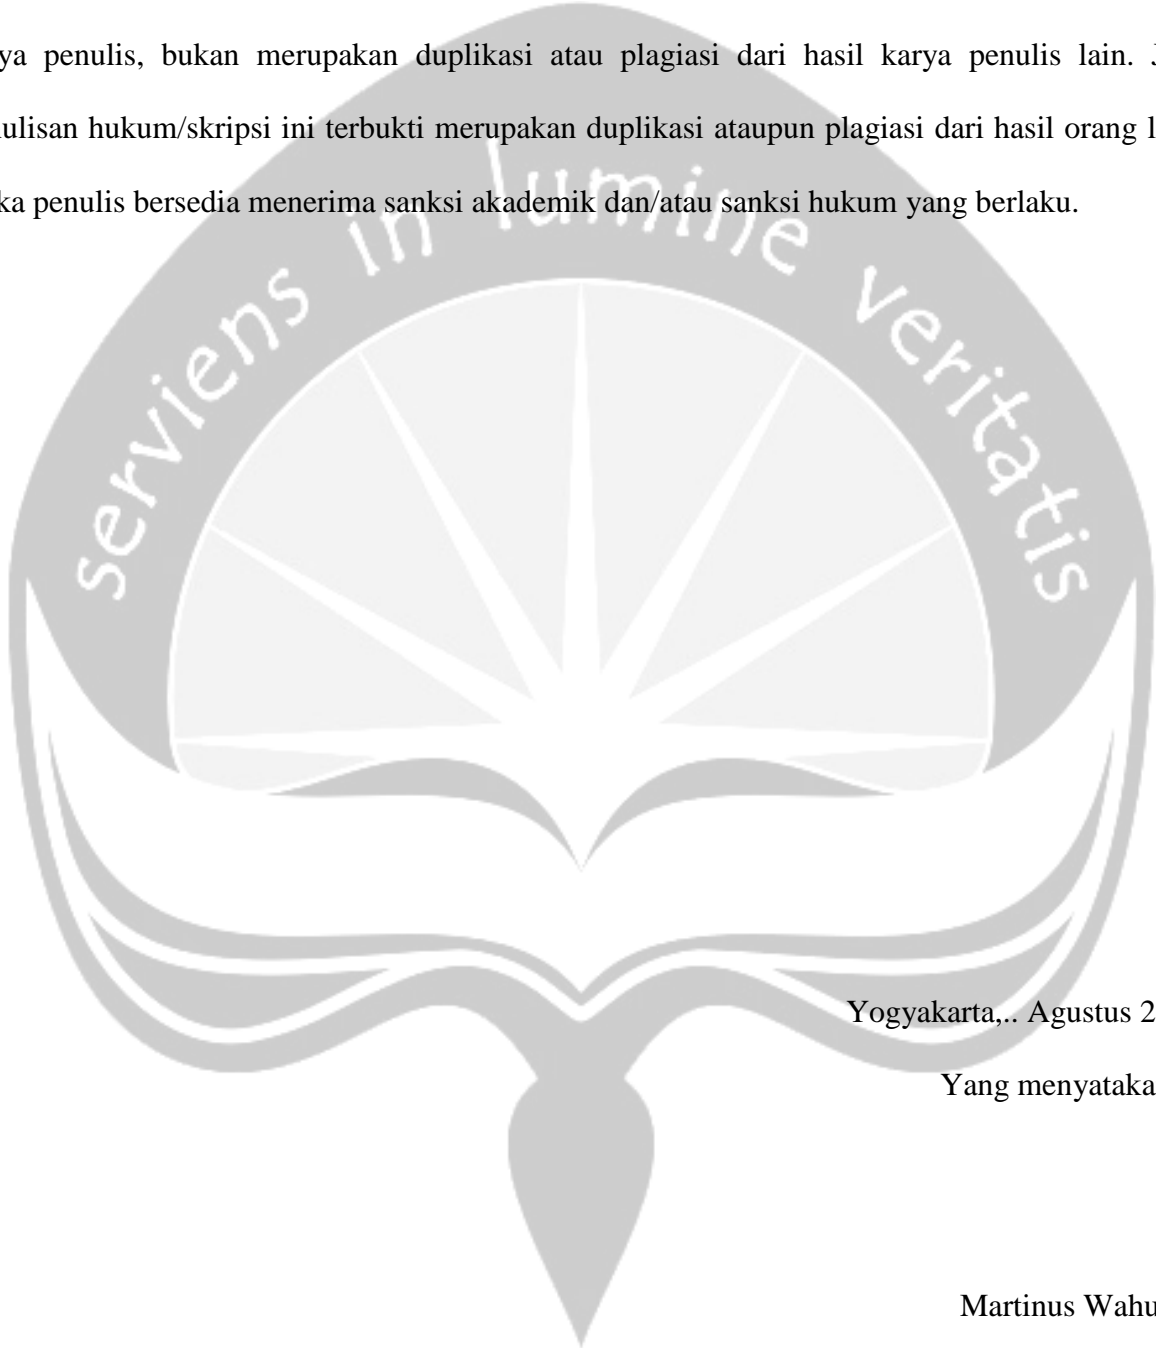 ya penulis, bukan merupakan duplikasi atau plagiasi dari hasil karya penulis lain. J
ulisan hukum/skripsi ini terbukti merupakan duplikasi ataupun plagiasi dari hasil orang l
ka penulis bersedia menerima sanksi akademik dan/atau sanksi hukum yang berlaku.
serviens in lumine veritatis
Yogyakarta,.. Agustus 2
Yang menyataka
Martinus Wahu